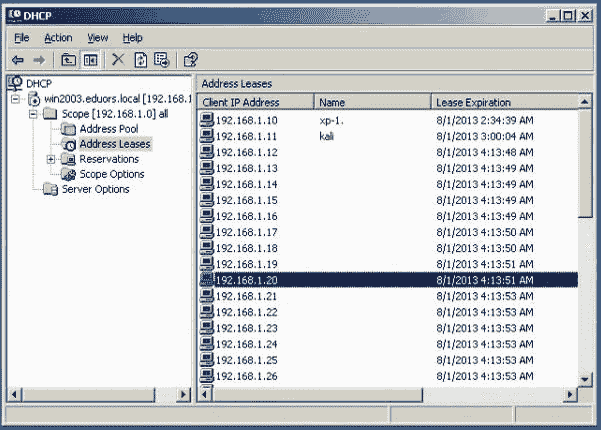 DHCP
File Action View Help
DHCP
win2003.eduors.local [192.168.1
Scope [192.168.1.0] all
Address Pool
Address Leases
Reservations
Scope Options
Server Options
Address Leases
Client IP Address Name Lease Expiration
192.168.1.10 xp-1. 8/1/2013 2:34:39 AM
192.168.1.11 kali 8/1/2013 3:00:04 AM
192.168.1.12 8/1/2013 4:13:48 AM
192.168.1.13 8/1/2013 4:13:49 AM
192.168.1.14 8/1/2013 4:13:49 AM
192.168.1.15 8/1/2013 4:13:49 AM
192.168.1.16 8/1/2013 4:13:49 AM
192.168.1.17 8/1/2013 4:13:50 AM
192.168.1.18 8/1/2013 4:13:50 AM
192.168.1.19 8/1/2013 4:13:51 AM
192.168.1.20 8/1/2013 4:13:51 AM
192.168.1.21 8/1/2013 4:13:53 AM
192.168.1.22 8/1/2013 4:13:53 AM
192.168.1.23 8/1/2013 4:13:53 AM
192.168.1.24 8/1/2013 4:13:53 AM
192.168.1.25 8/1/2013 4:13:53 AM
192.168.1.26 8/1/2013 4:13:53 AM